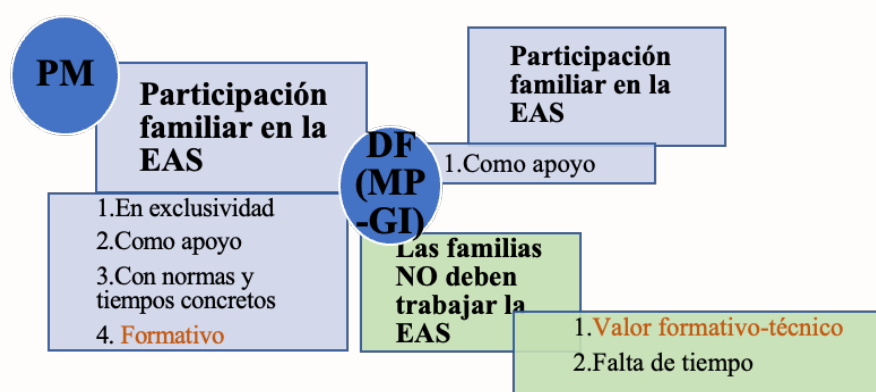 PM
Participación
familiar en la
EAS
1.En exclusividad
2.Como apoyo
3.Con normas y
tiempos concretos
4. Formativo
DF
(MP
-GI)
Participación
familiar en la
EAS
1.Como apoyo
Las familias
NO deben
trabajar la
EAS
1.Valor formativo-técnico
2.Falta de tiempo